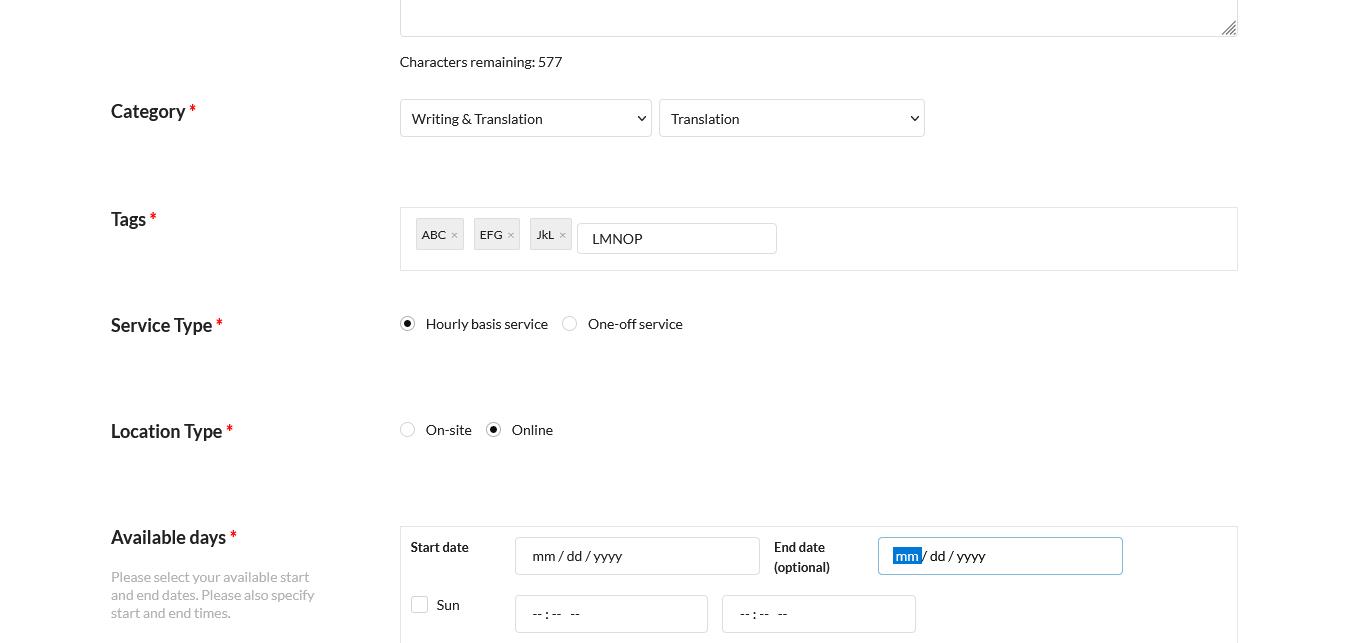 Characters remaining: 577
Category *
Writing & Translation
Translation
Tags *
ABC ×
EFG ×
JkL ×
LMNOP
Service Type *
Hourly basis service
One-off service
Location Type *
On-site
Online
Available days *
Please select your available start
and end dates. Please also specify
start and end times.
Start date
mm / dd / yyyy
End date
(optional)
mm / dd / yyyy
Sun
-- : -- --
-- : -- --